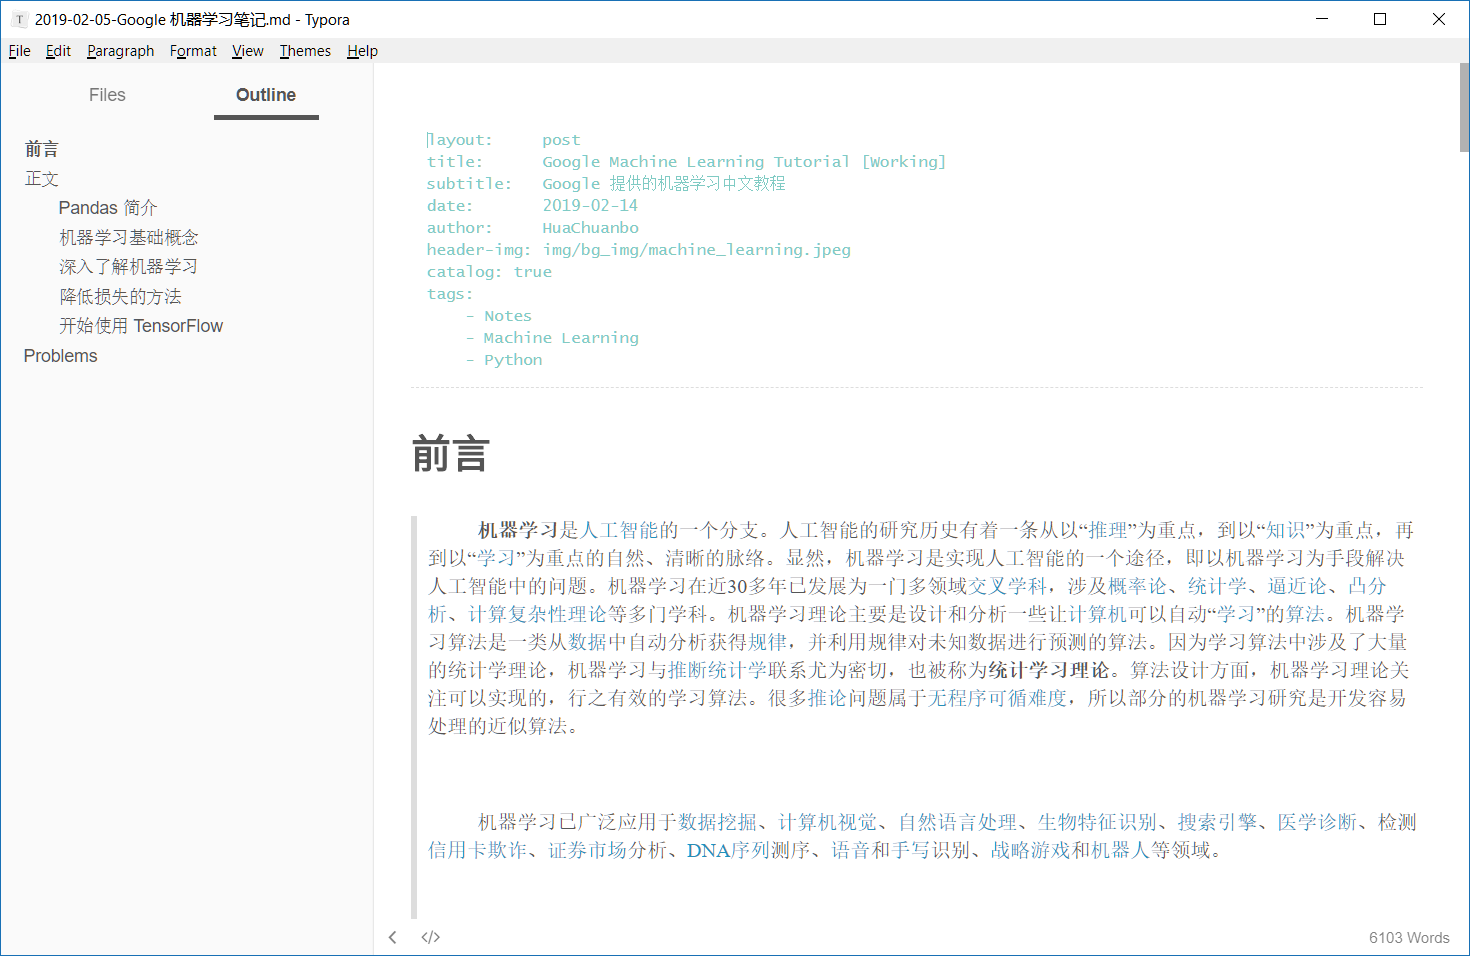 2019-02-05-Google 机器学习笔记.md - Typora
File Edit Paragraph Format View Themes Help
Files Outline
前言
正文
Pandas 简介
机器学习基础概念
深入了解机器学习
降低损失的方法
开始使用 TensorFlow
Problems
layout: post
title: Google Machine Learning Tutorial [Working]
subtitle: Google 提供的机器学习中文教程
date: 2019-02-14
author: HuaChuanbo
header-img: img/bg_img/machine_learning.jpeg
catalog: true
tags:
- Notes
- Machine Learning
- Python
前言
机器学习是人工智能的一个分支。人工智能的研究历史有着一条从以“推理”为重点，到以“知识”为重点，再
到以“学习”为重点的自然、清晰的脉络。显然，机器学习是实现人工智能的一个途径，即以机器学习为手段解决
人工智能中的问题。机器学习在近30多年已发展为一门多领域交叉学科，涉及概率论、统计学、逼近论、凸分
析、计算复杂性理论等多门学科。机器学习理论主要是设计和分析一些让计算机可以自动“学习”的算法。机器学
习算法是一类从数据中自动分析获得规律，并利用规律对未知数据进行预测的算法。因为学习算法中涉及了大量
的统计学理论，机器学习与推断统计学联系尤为密切，也被称为统计学习理论。算法设计方面，机器学习理论关
注可以实现的，行之有效的学习算法。很多推论问题属于无程序可循难度，所以部分的机器学习研究是开发容易
处理的近似算法。
机器学习已广泛应用于数据挖掘、计算机视觉、自然语言处理、生物特征识别、搜索引擎、医学诊断、检测
信用卡欺诈、证券市场分析、DNA序列测序、语音和手写识别、战略游戏和机器人等领域。
6103 Words